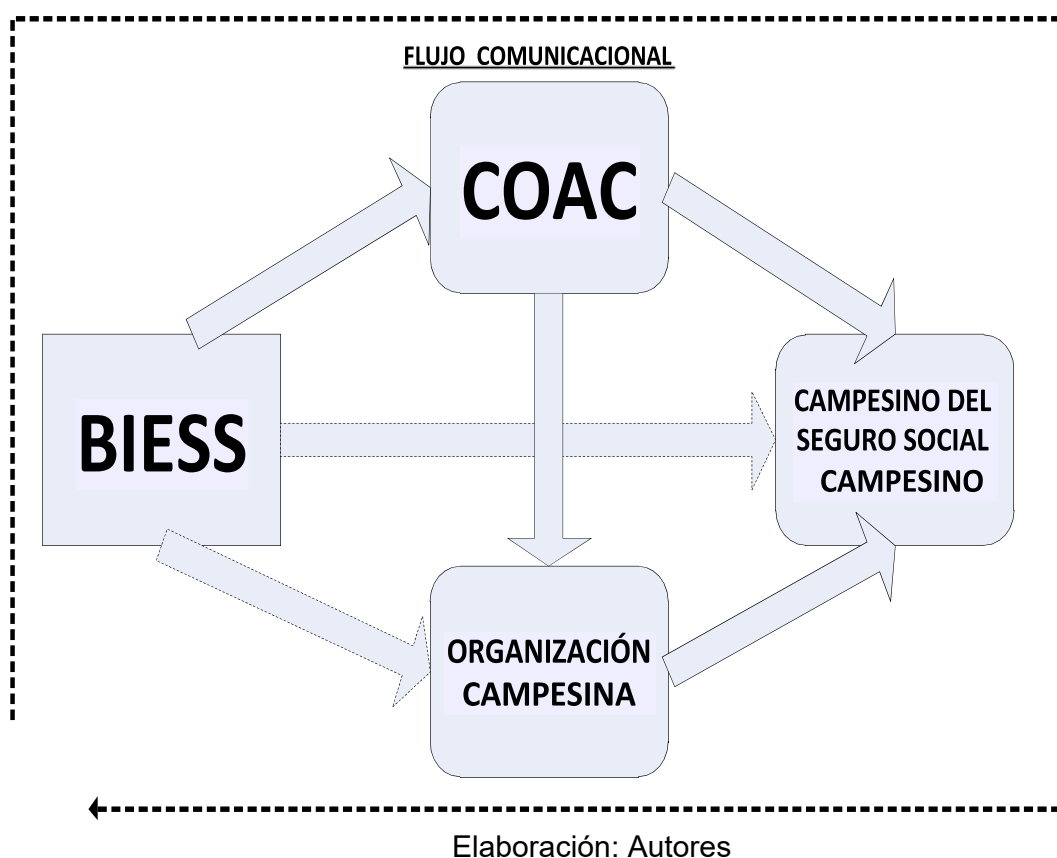 FLUJO COMUNICACIONAL
COAC
BIESS
CAMPESINO DEL
SEGURO SOCIAL
CAMPESINO
ORGANIZACIÓN
CAMPESINA
Elaboración: Autores